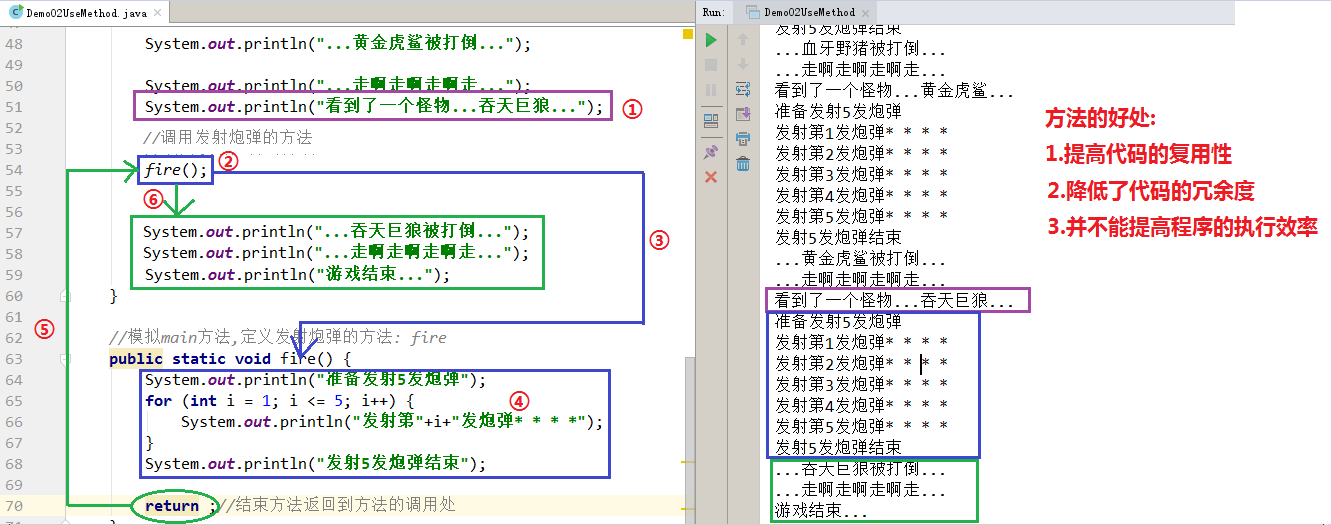 Demo02UseMethod.java
48 System.out.println("...黄金虎鲨被打倒...");
49
50 System.out.println("...走啊走啊走啊走...");
51 System.out.println("看到了一个怪物...吞天巨狼..."); ①
52 //调用发射炮弹的方法
53
54 fire(); ②
55 ⑥
56
57 System.out.println("...吞天巨狼被打倒...");
58 System.out.println("...走啊走啊走啊走..."); ③
59 System.out.println("游戏结束...");
60 }
61 ⑤
62 //模拟main方法,定义发射炮弹的方法: fire
63 public static void fire() {
64 System.out.println("准备发射5发炮弹");
65 for (int i = 1; i <= 5; i++) { ④
66 System.out.println("发射第"+i+"发炮弹* * * *");
67 }
68 System.out.println("发射5发炮弹结束");
69
70 return ;//结束方法返回到方法的调用处
71 }
Run: Demo02UseMethod
发射5发炮弹结束
...血牙野猪被打倒...
...走啊走啊走啊走...
看到了一个怪物...黄金虎鲨...
准备发射5发炮弹
发射第1发炮弹* * * *
发射第2发炮弹* * * *
发射第3发炮弹* * * *
发射第4发炮弹* * * *
发射第5发炮弹* * * *
发射5发炮弹结束
...黄金虎鲨被打倒...
...走啊走啊走啊走...
看到了一个怪物...吞天巨狼...
准备发射5发炮弹
发射第1发炮弹* * * *
发射第2发炮弹* * * *
发射第3发炮弹* * * *
发射第4发炮弹* * * *
发射第5发炮弹* * * *
发射5发炮弹结束
...吞天巨狼被打倒...
...走啊走啊走啊走...
游戏结束...
方法的好处:
1.提高代码的复用性
2.降低了代码的冗余度
3.并不能提高程序的执行效率